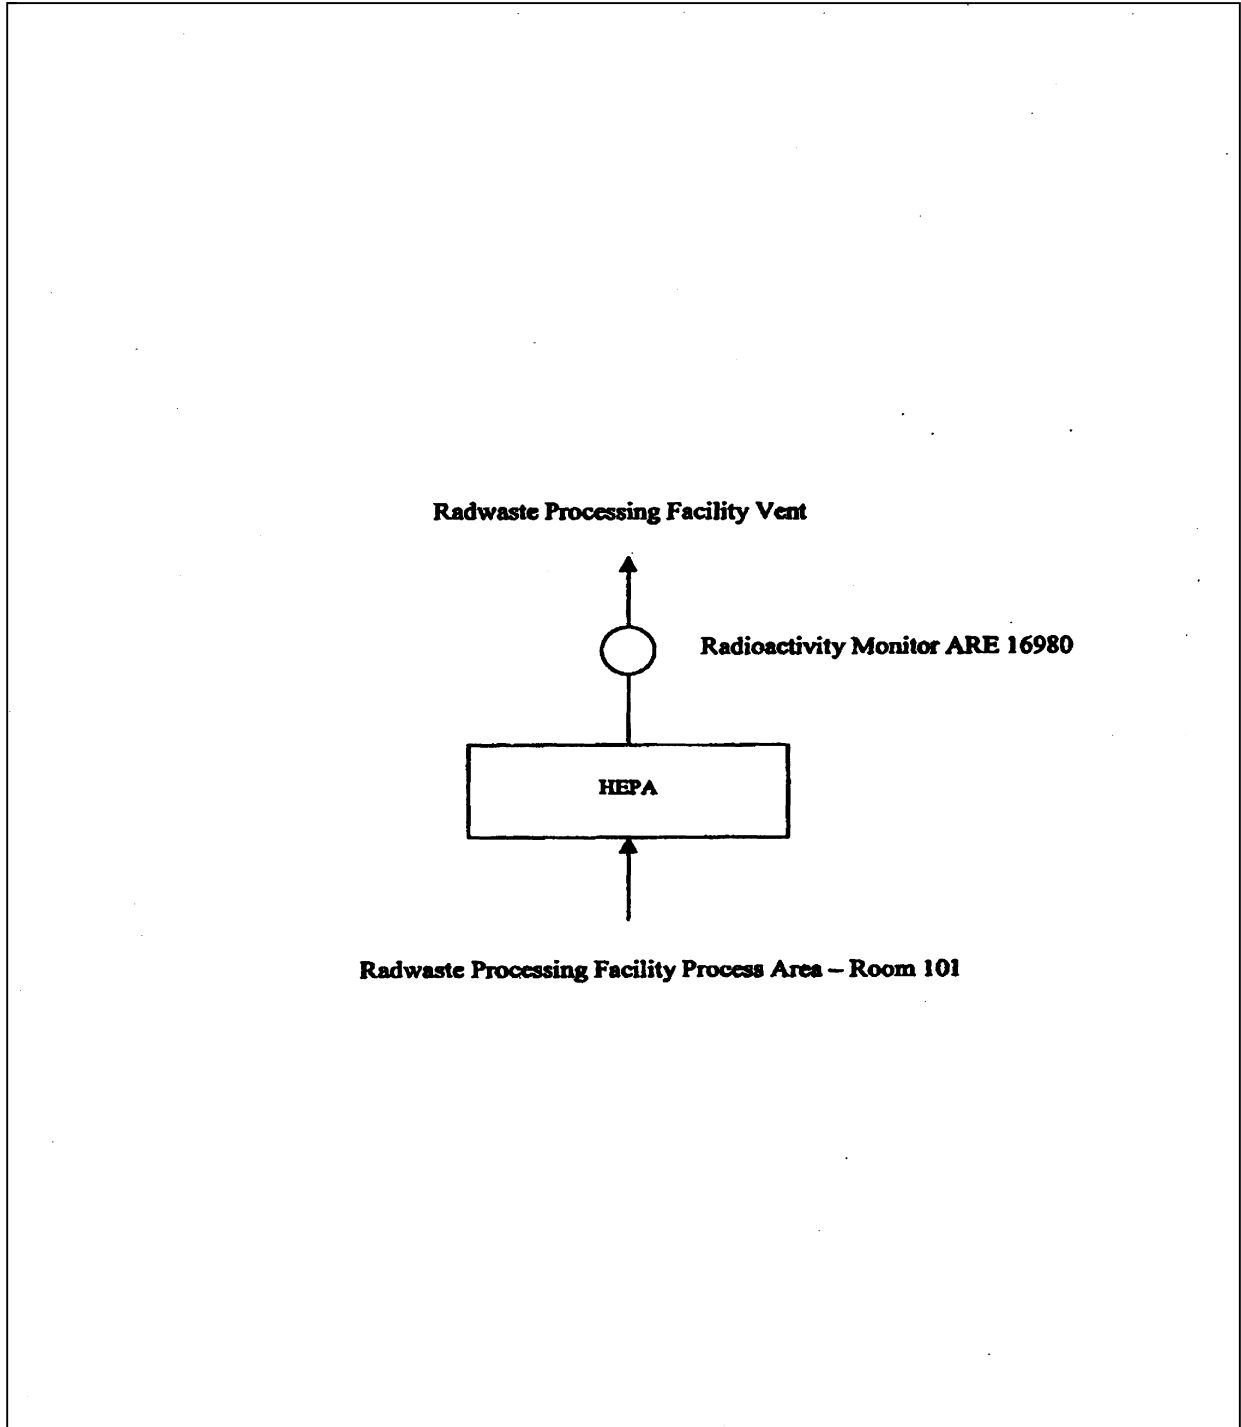 Radwaste Processing Facility Vent
Radioactivity Monitor ARE 16980
HEPA
Radwaste Processing Facility Process Area – Room 101